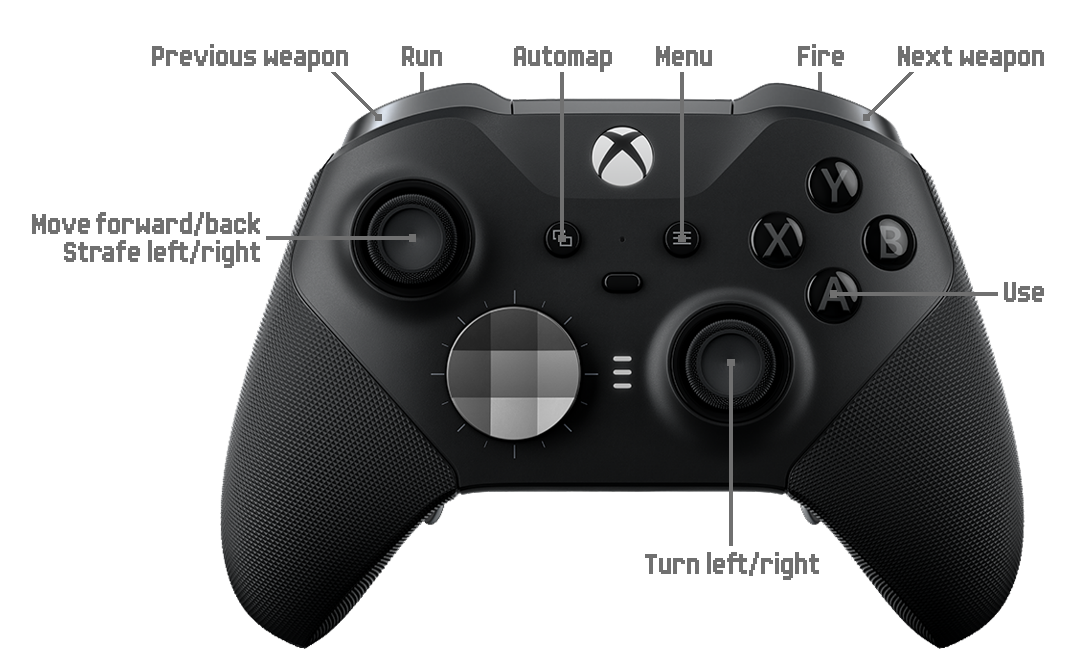 Previous weapon
Run
Automap
Menu
Fire
Next weapon
Y
Move forward/back
Strafe left/right
X
B
A
Use
Turn left/right